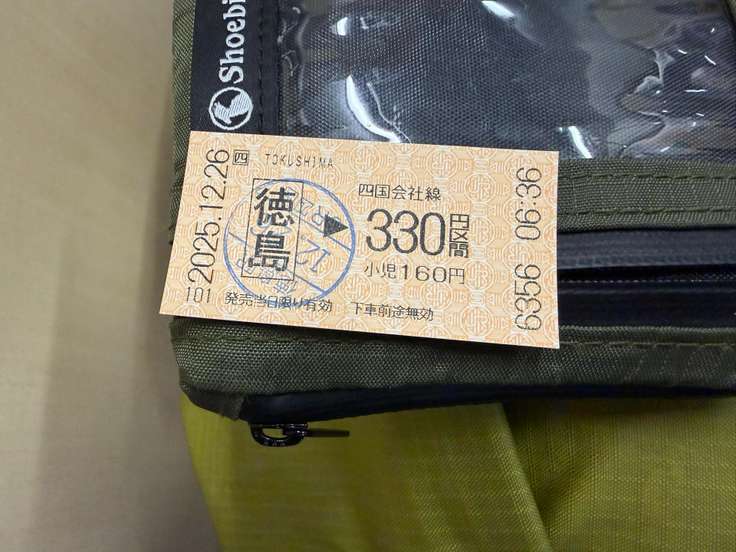 Shoebi
2025.12.26
四 TOKUSHIMA
徳島
四国会社線
330円区間
小児160円
101 発売当日限り有効 下車前途無効
6356 06:36